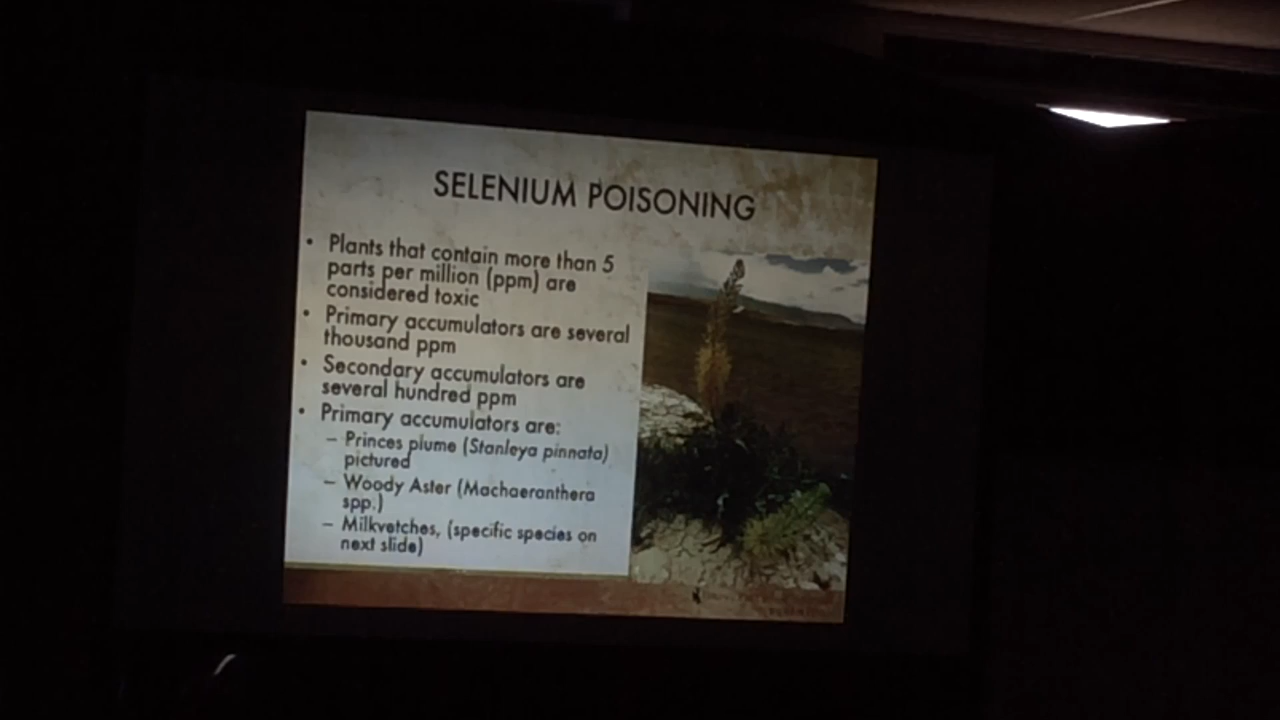 SELENIUM POISONING
• Plants that contain more than 5
parts per million (ppm) are
considered toxic
• Primary accumulators are several
thousand ppm
• Secondary accumulators are
several hundred ppm
• Primary accumulators are:
– Princes plume (Stanleya pinnata)
pictured
– Woody Aster (Machaeranthera
spp.)
– Milkvetches, (specific species on
next slide)